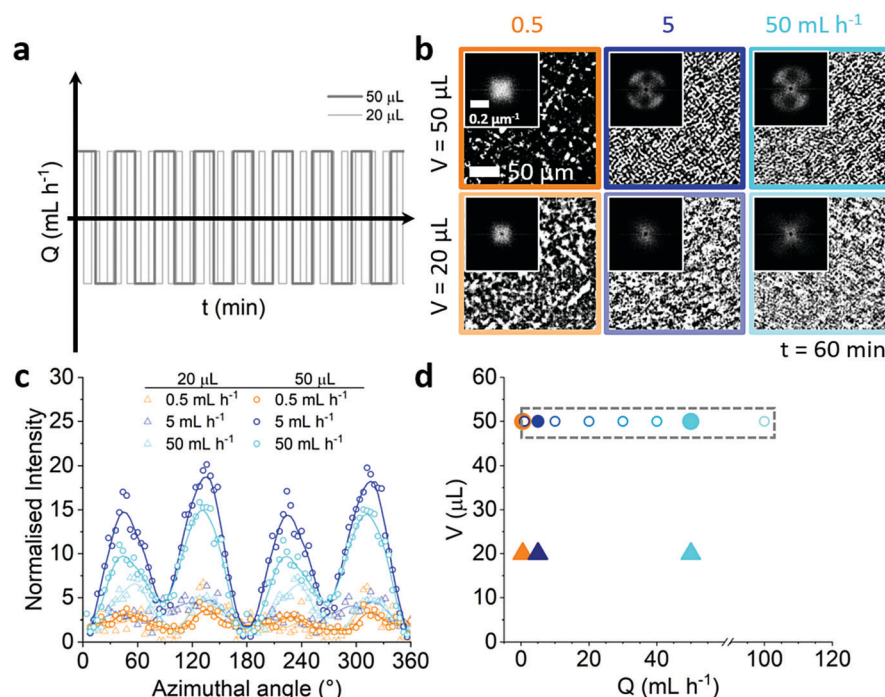 0.5 5 50 mL h⁻¹
a
50 μL
20 μL
Q (mL h⁻¹)
t (min)
b
V = 50 μL
0.2 μm⁻¹
50 μm
V = 20 μL
t = 60 min
c
30
25
20
15
10
5
0
Normalised Intensity
20 μL 50 μL
0.5 mL h⁻¹ 0.5 mL h⁻¹
5 mL h⁻¹ 5 mL h⁻¹
50 mL h⁻¹ 50 mL h⁻¹
0 60 120 180 240 300 360
Azimuthal angle (°)
d
60
50
40
30
20
10
0
V (μL)
0 20 40 100 120
Q (mL h⁻¹)